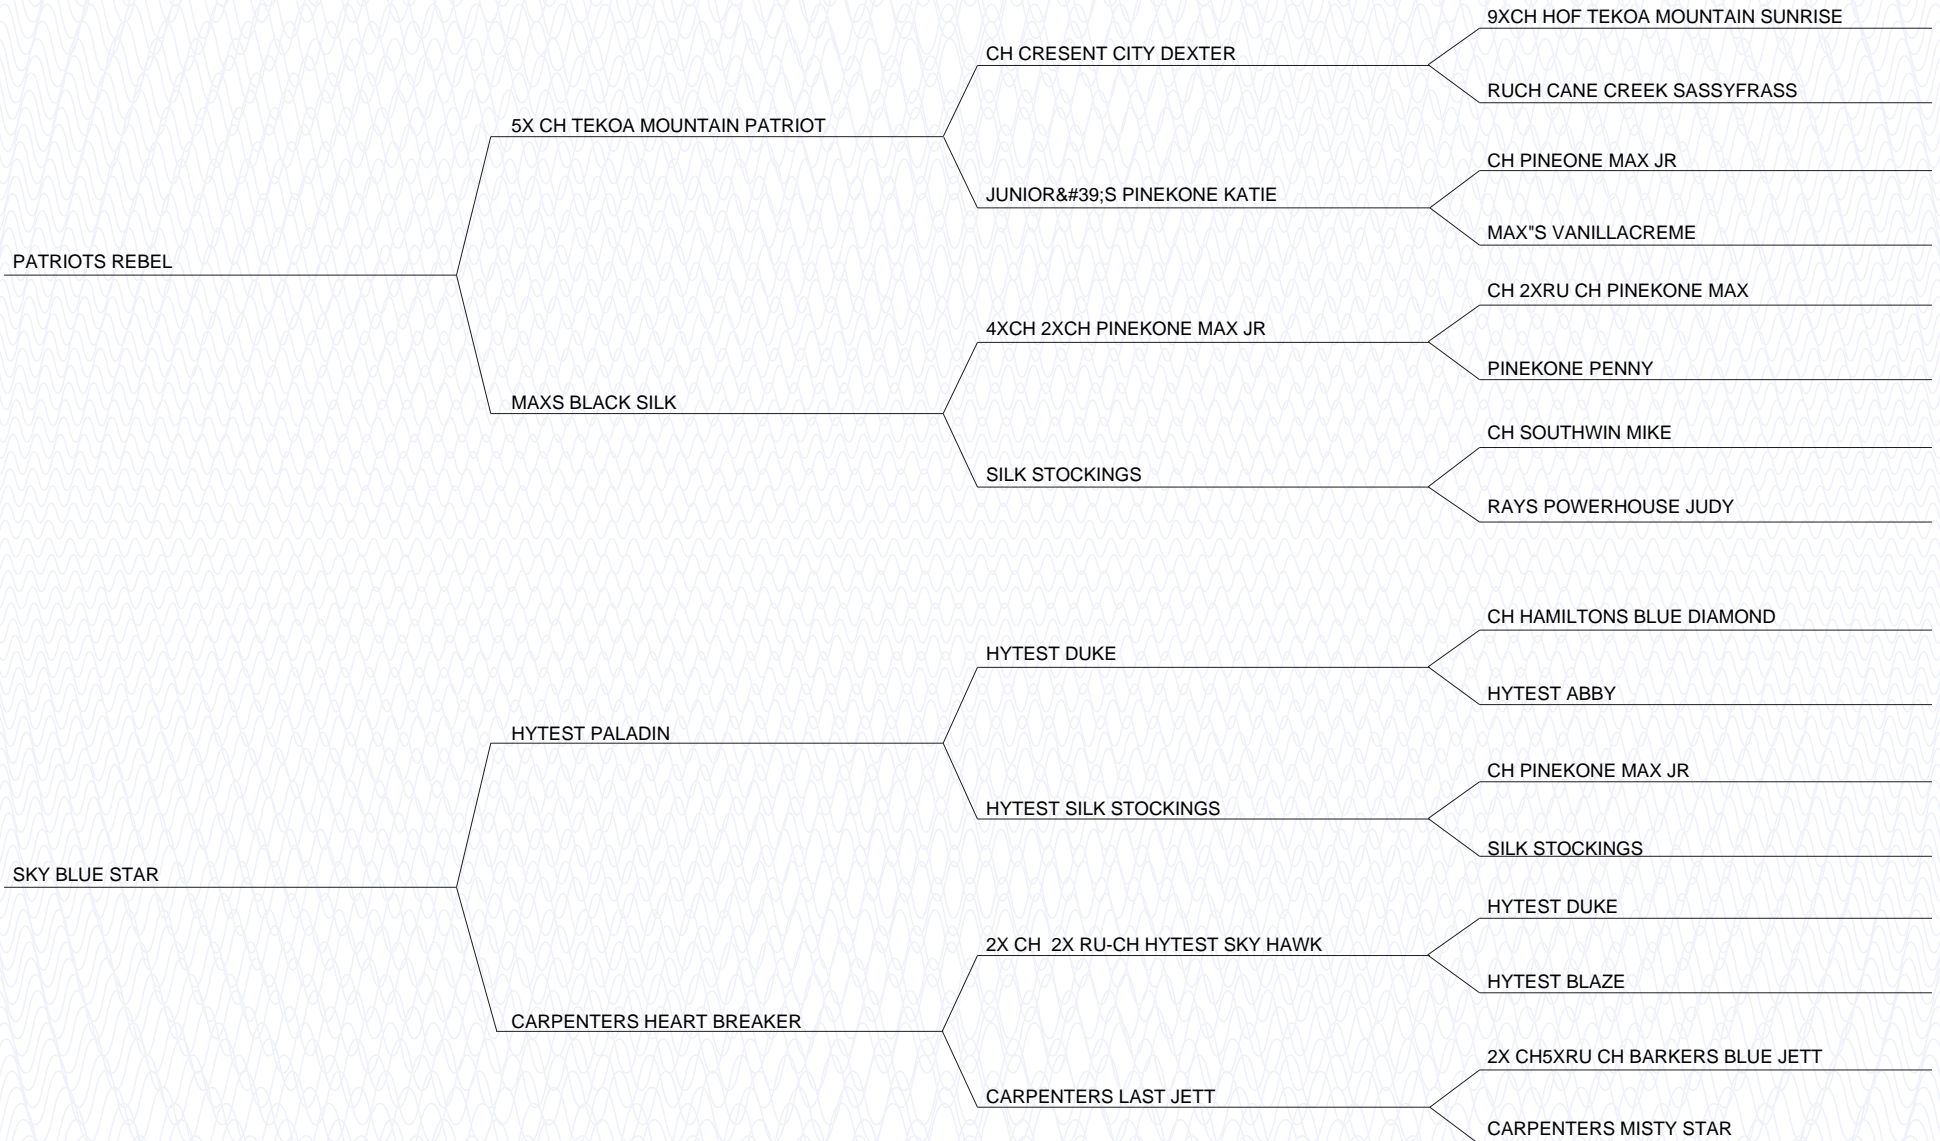 9XCH HOF TEKOA MOUNTAIN SUNRISE
CH CRESENT CITY DEXTER
RUCH CANE CREEK SASSYFRASS
5X CH TEKOA MOUNTAIN PATRIOT
CH PINEONE MAX JR
JUNIOR&#39;S PINEKONE KATIE
MAX"S VANILLACREME
PATRIOTS REBEL
CH 2XRU CH PINEKONE MAX
4XCH 2XCH PINEKONE MAX JR
PINEKONE PENNY
MAXS BLACK SILK
CH SOUTHWIN MIKE
SILK STOCKINGS
RAYS POWERHOUSE JUDY
CH HAMILTONS BLUE DIAMOND
HYTEST DUKE
HYTEST ABBY
HYTEST PALADIN
CH PINEKONE MAX JR
HYTEST SILK STOCKINGS
SILK STOCKINGS
SKY BLUE STAR
HYTEST DUKE
2X CH  2X RU-CH HYTEST SKY HAWK
HYTEST BLAZE
CARPENTERS HEART BREAKER
2X CH5XRU CH BARKERS BLUE JETT
CARPENTERS LAST JETT
CARPENTERS MISTY STAR